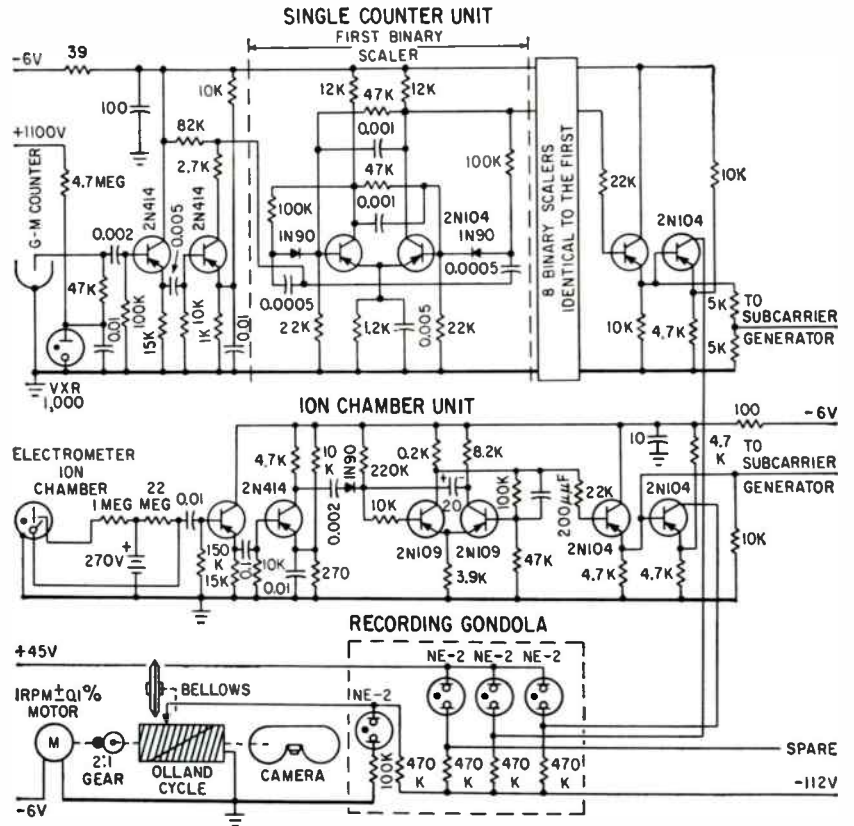 SINGLE COUNTER UNIT
FIRST BINARY
SCALER
-6V
39
100
10K
12K
47K
12K
0.001
82K
2.7K
47K
0.001
100K
100K
+1100V
4.7 MEG
G-M COUNTER
0.002
2N414
0.005
2N414
1N90
2N104
1N90
0.0005
0.0005
47K
0.01
100K
15K
10K
1K
0.01
22K
1.2K
0.005
22K
8 BINARY SCALERS
IDENTICAL TO THE FIRST
22K
2N104
10K
10K
4.7K
5K
5K
TO
SUBCARRIER
GENERATOR
VXR
1,000
ION CHAMBER UNIT
100
-6V
ELECTROMETER
ION
CHAMBER
1 MEG
22
MEG
0.01
270V
+
150
K
15K
0.1
2N414
4.7K
10
K
10K
0.01
270
0.002
1N90
220K
10K
0.2K
8.2K
+
20
100K
200μμF
2N109
2N109
3.9K
47K
22K
10
2N104
2N104
4.7
K
4.7K
4.7K
TO
SUBCARRIER
GENERATOR
10K
RECORDING GONDOLA
+45V
BELLOWS
1RPM±0.1%
MOTOR
M
2:1
GEAR
OLLAND
CYCLE
CAMERA
-6V
NE-2
NE-2
NE-2
NE-2
100K
470
K
470
K
470
K
470
K
SPARE
-112V